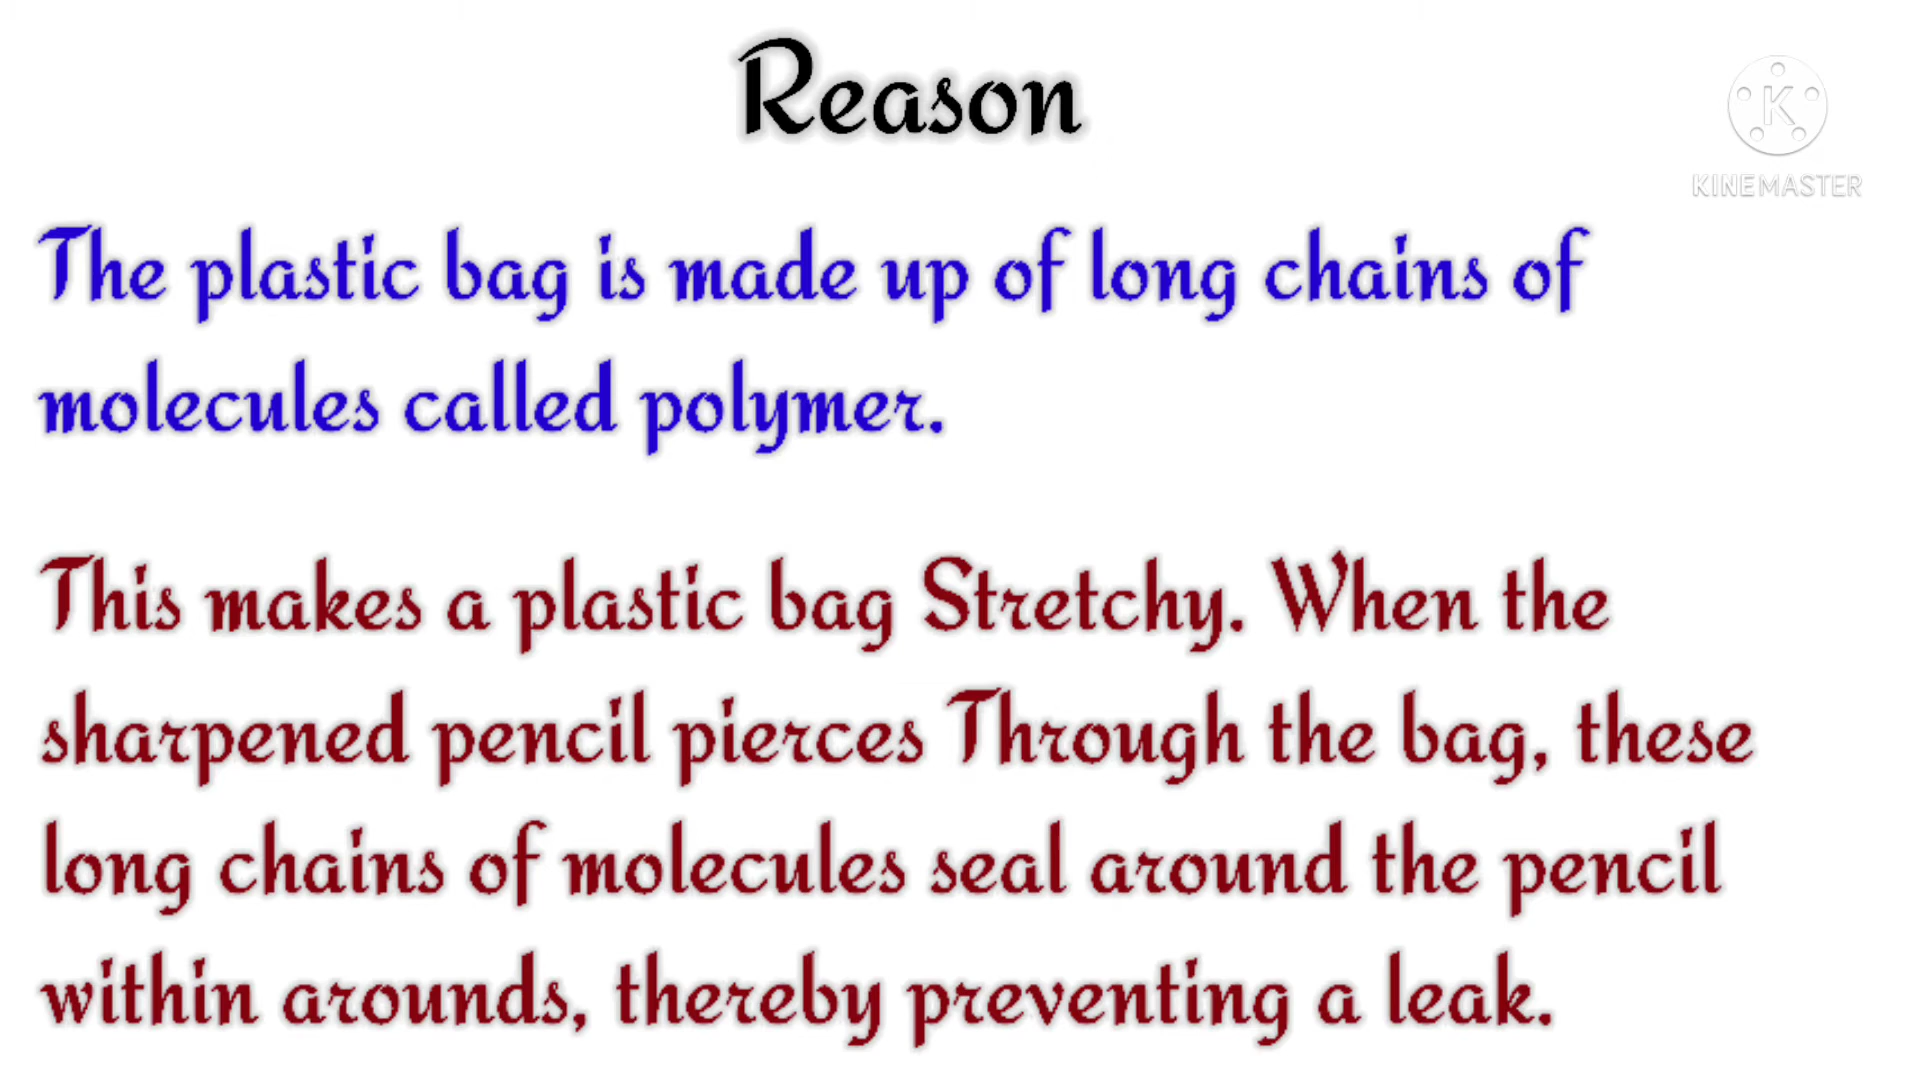 Reason
K
KINEMASTER
The plastic bag is made up of long chains of
molecules called polymer.
This makes a plastic bag Stretchy. When the
sharpened pencil pierces Through the bag, these
long chains of molecules seal around the pencil
within arounds, thereby preventing a leak.